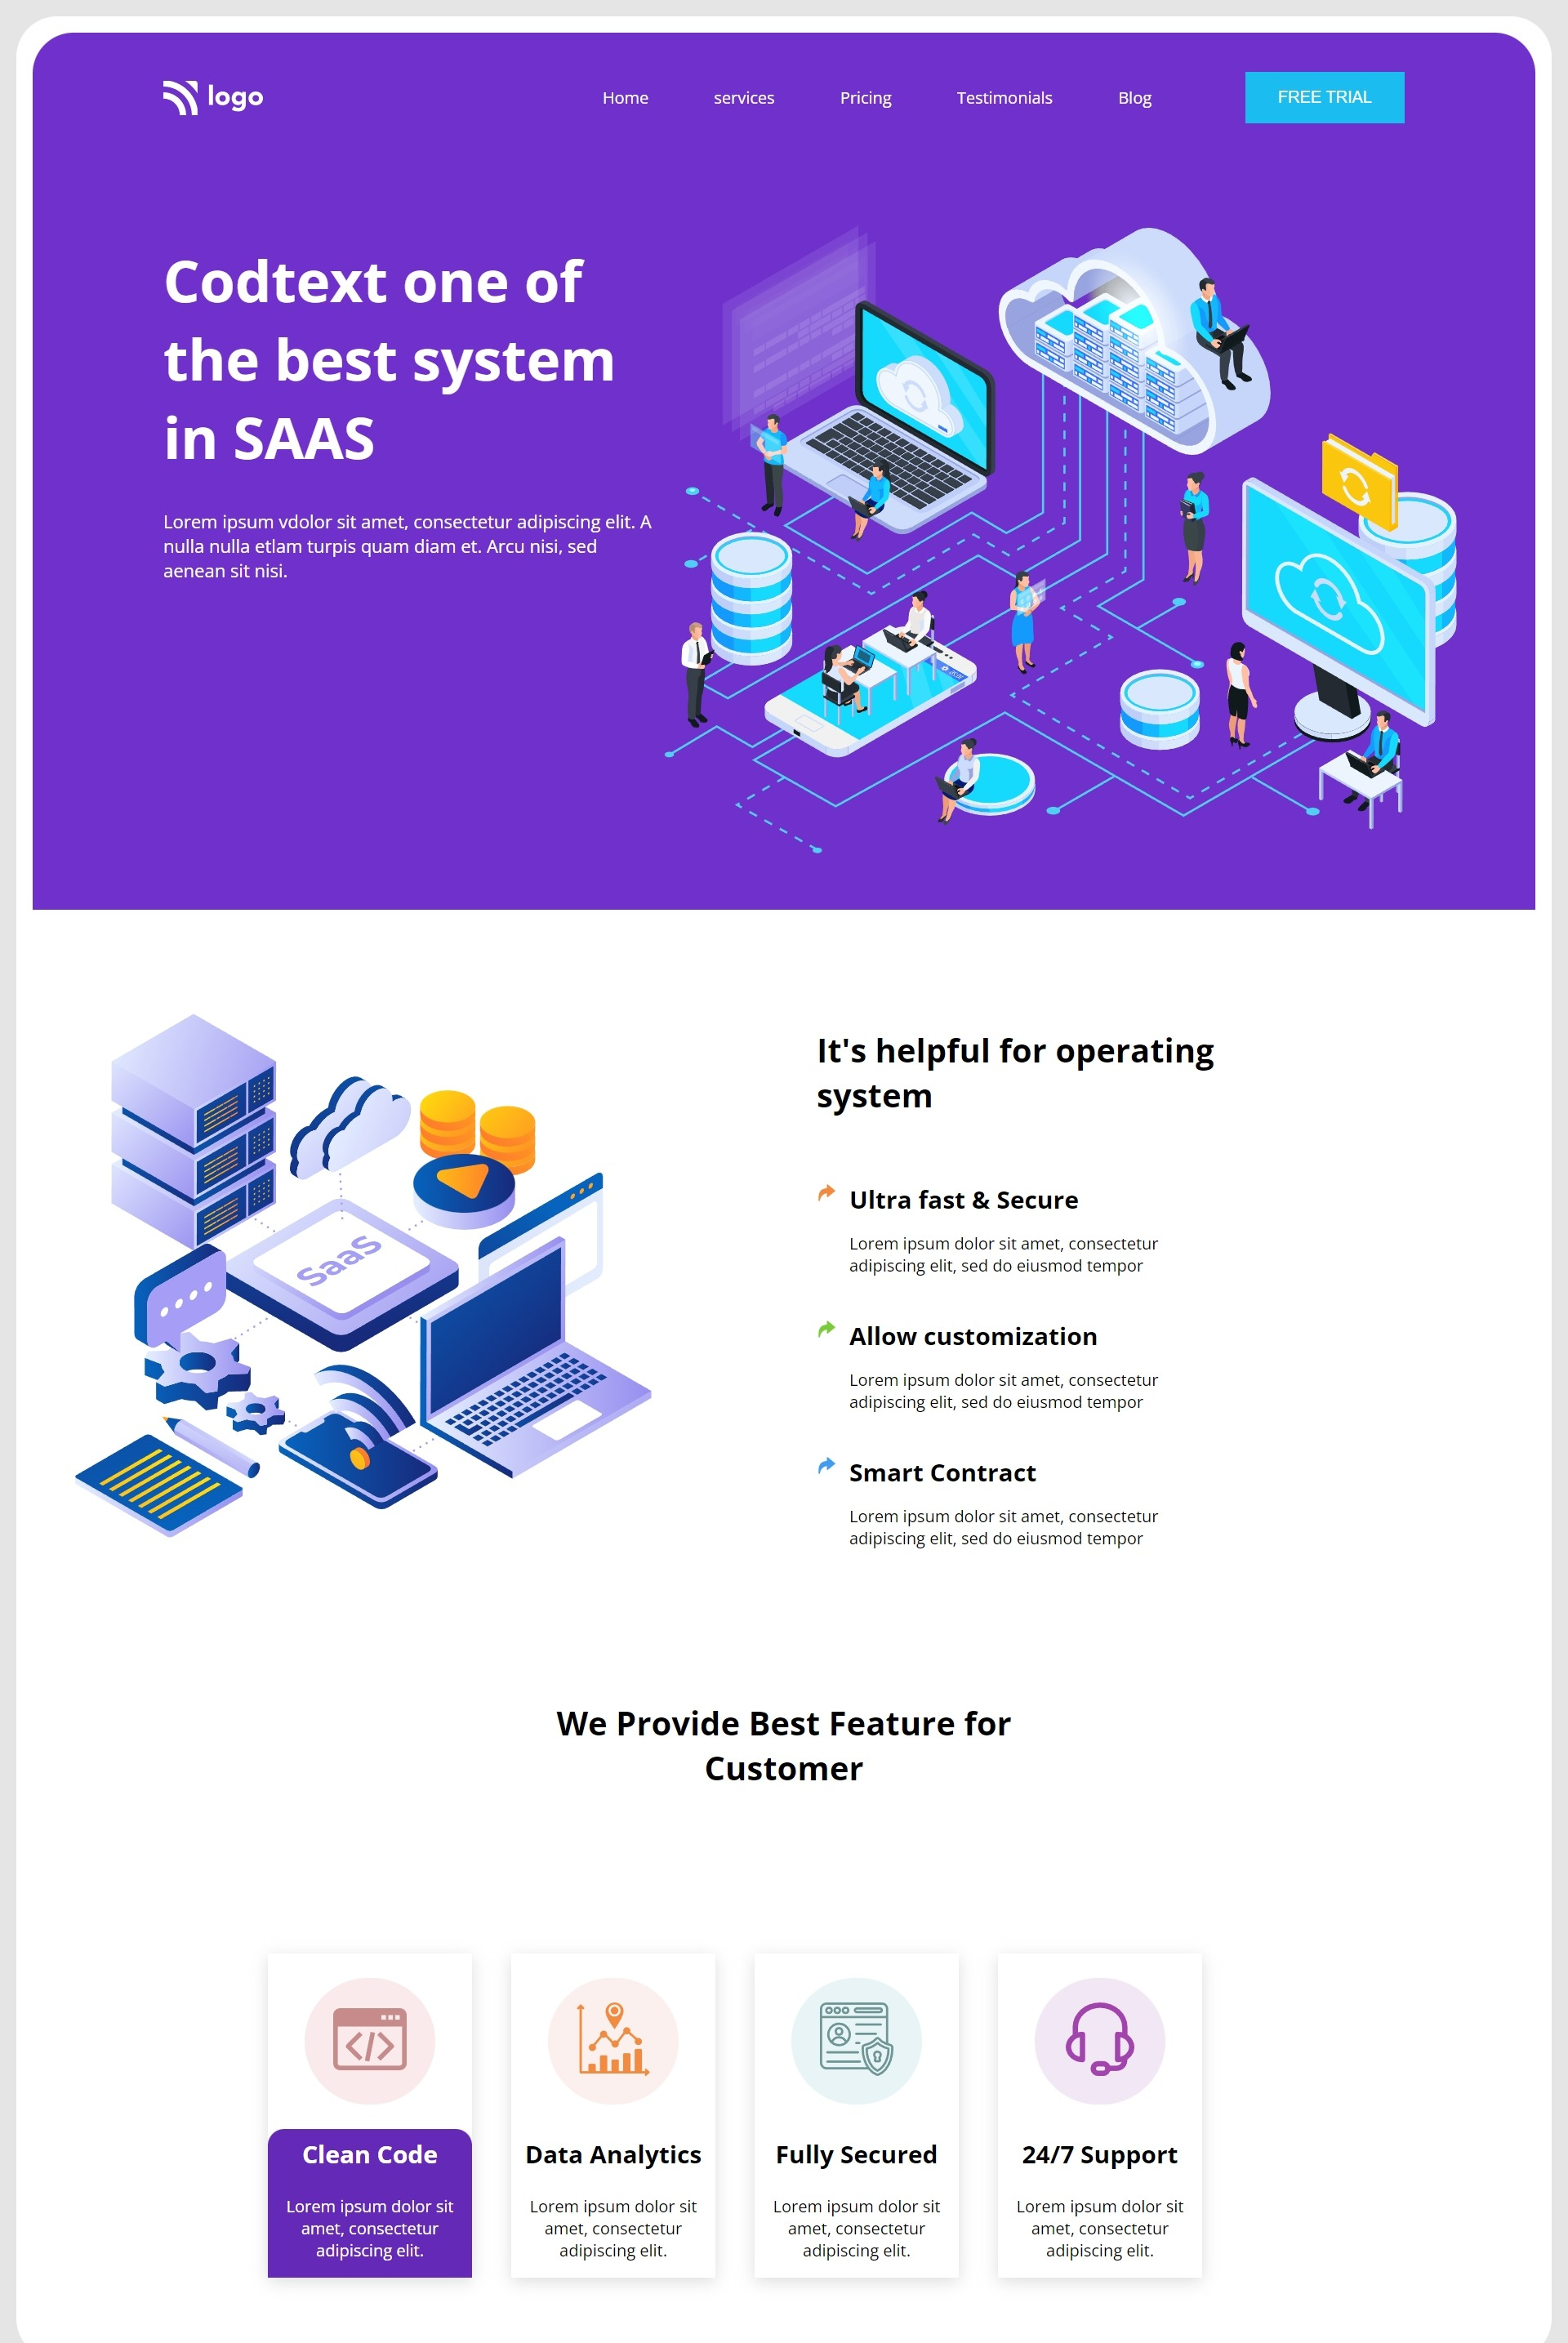 logo
Home
services
Pricing
Testimonials
Blog
FREE TRIAL
Codtext one of
the best system
in SAAS
Lorem ipsum vdolor sit amet, consectetur adipiscing elit. A
nulla nulla etlam turpis quam diam et. Arcu nisi, sed
aenean sit nisi.
SaaS
It's helpful for operating
system
Ultra fast & Secure
Lorem ipsum dolor sit amet, consectetur
adipiscing elit, sed do eiusmod tempor
Allow customization
Lorem ipsum dolor sit amet, consectetur
adipiscing elit, sed do eiusmod tempor
Smart Contract
Lorem ipsum dolor sit amet, consectetur
adipiscing elit, sed do eiusmod tempor
We Provide Best Feature for
Customer
Clean Code
Lorem ipsum dolor sit
amet, consectetur
adipiscing elit.
Data Analytics
Lorem ipsum dolor sit
amet, consectetur
adipiscing elit.
Fully Secured
Lorem ipsum dolor sit
amet, consectetur
adipiscing elit.
24/7 Support
Lorem ipsum dolor sit
amet, consectetur
adipiscing elit.